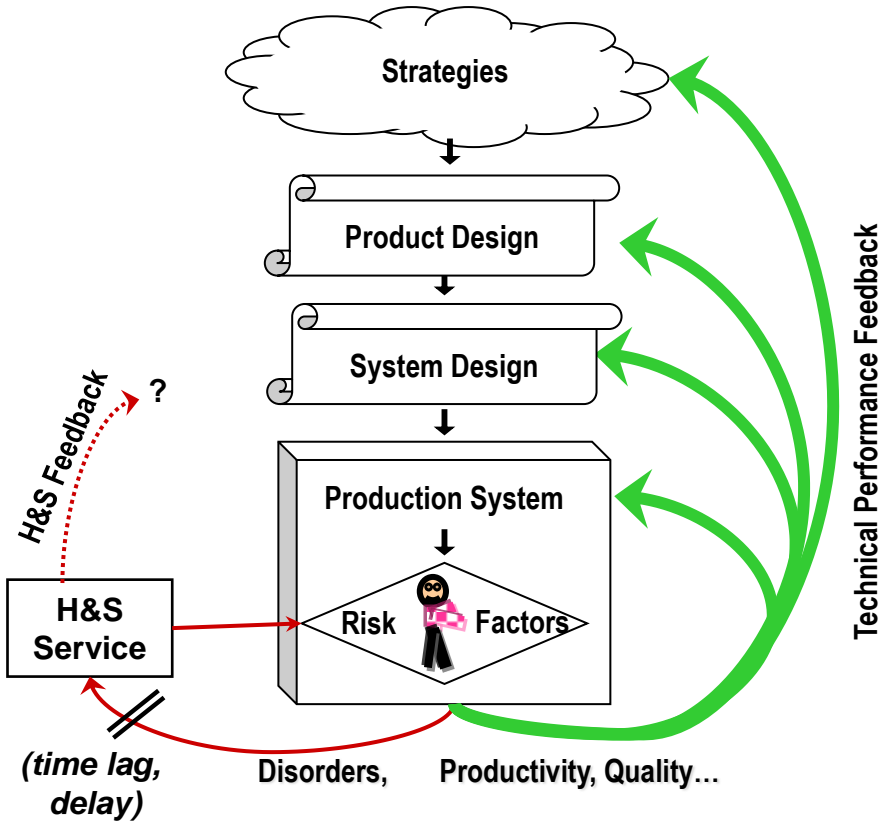 Strategies
Product Design
System Design
Production System
Risk
Factors
H&S Feedback
?
H&S
Service
(time lag,
delay)
Disorders,
Productivity, Quality…
Technical Performance Feedback